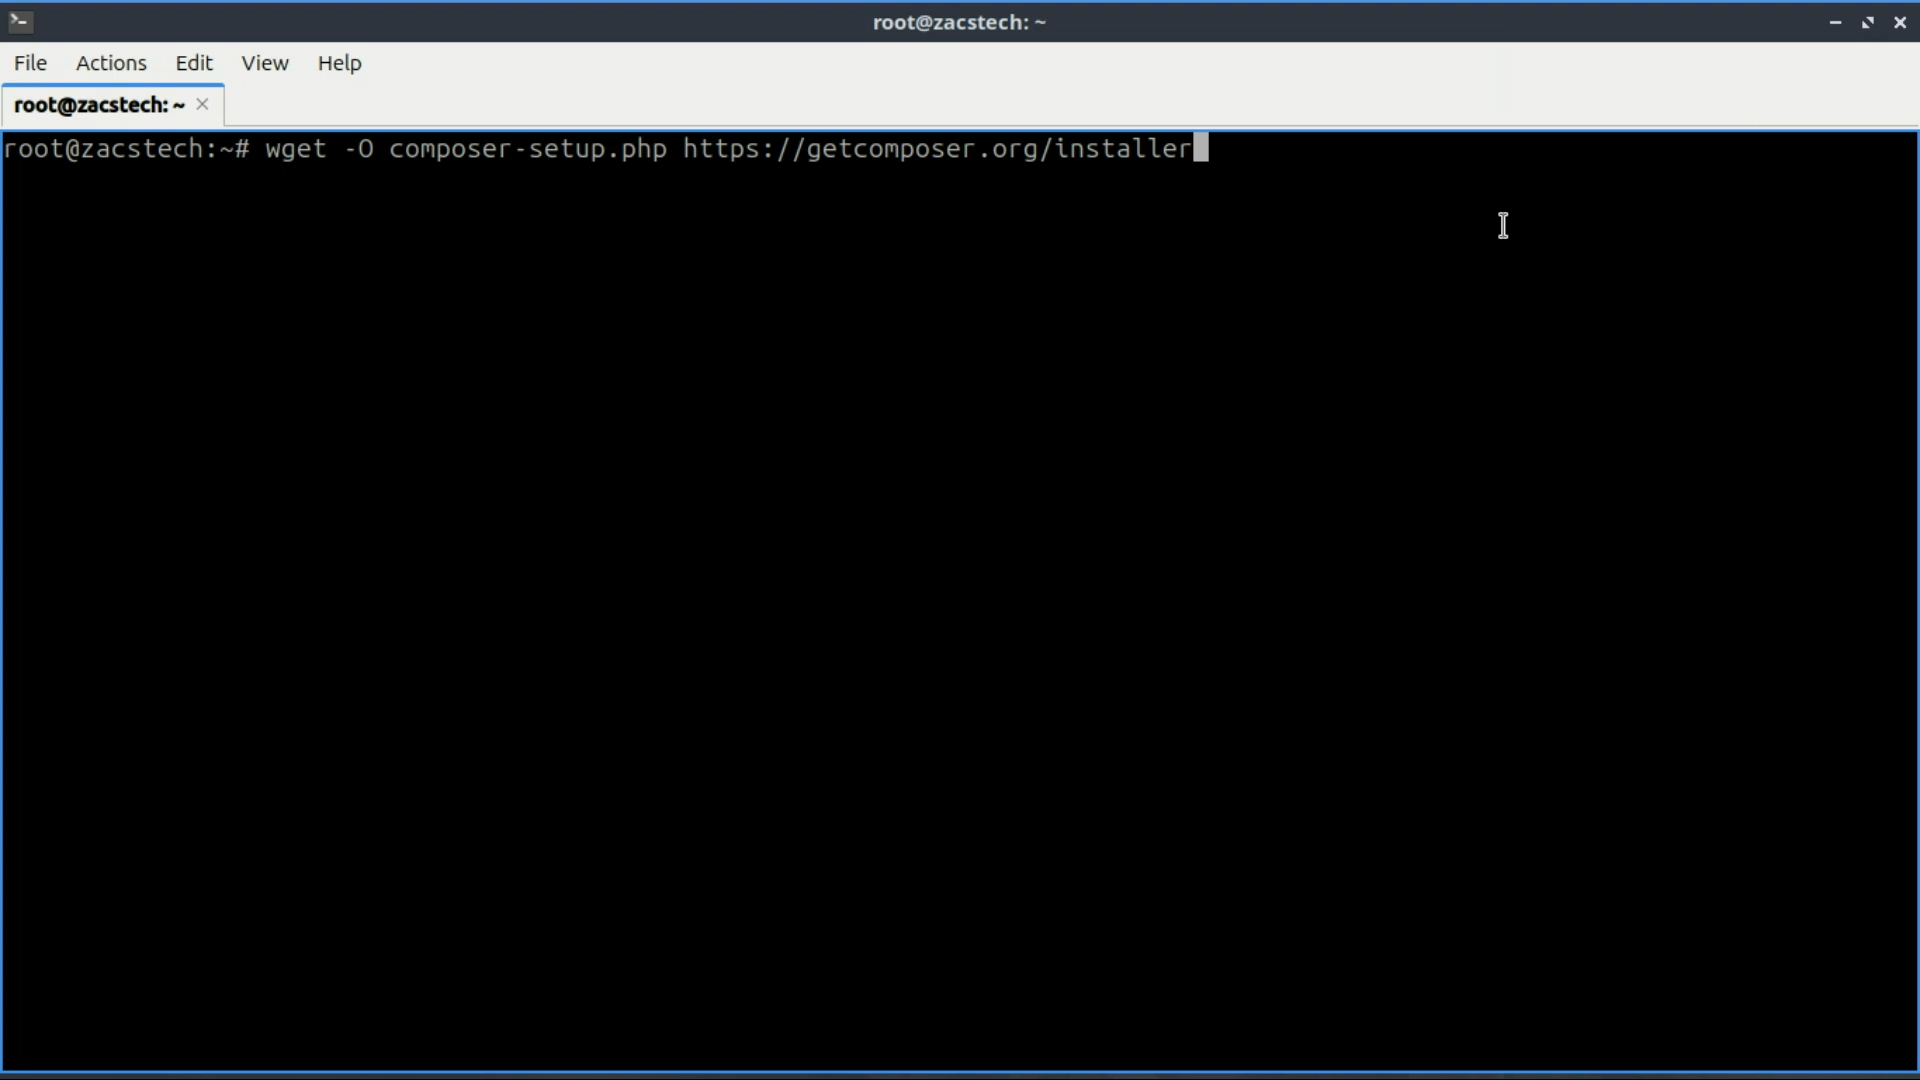 root@zacstech: ~
File Actions Edit View Help
root@zacstech: ~
root@zacstech:~# wget -O composer-setup.php https://getcomposer.org/installer